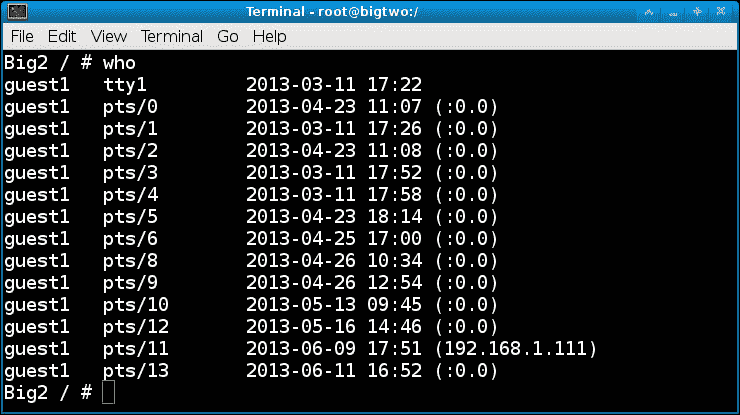 Terminal - root@bigtwo:/
File Edit View Terminal Go Help
Big2 / # who
guest1   tty1         2013-03-11 17:22
guest1   pts/0        2013-04-23 11:07 (:0.0)
guest1   pts/1        2013-03-11 17:26 (:0.0)
guest1   pts/2        2013-04-23 11:08 (:0.0)
guest1   pts/3        2013-03-11 17:52 (:0.0)
guest1   pts/4        2013-03-11 17:58 (:0.0)
guest1   pts/5        2013-04-23 18:14 (:0.0)
guest1   pts/6        2013-04-25 17:00 (:0.0)
guest1   pts/8        2013-04-26 10:34 (:0.0)
guest1   pts/9        2013-04-26 12:54 (:0.0)
guest1   pts/10       2013-05-13 09:45 (:0.0)
guest1   pts/12       2013-05-16 14:46 (:0.0)
guest1   pts/11       2013-06-09 17:51 (192.168.1.111)
guest1   pts/13       2013-06-11 16:52 (:0.0)
Big2 / #